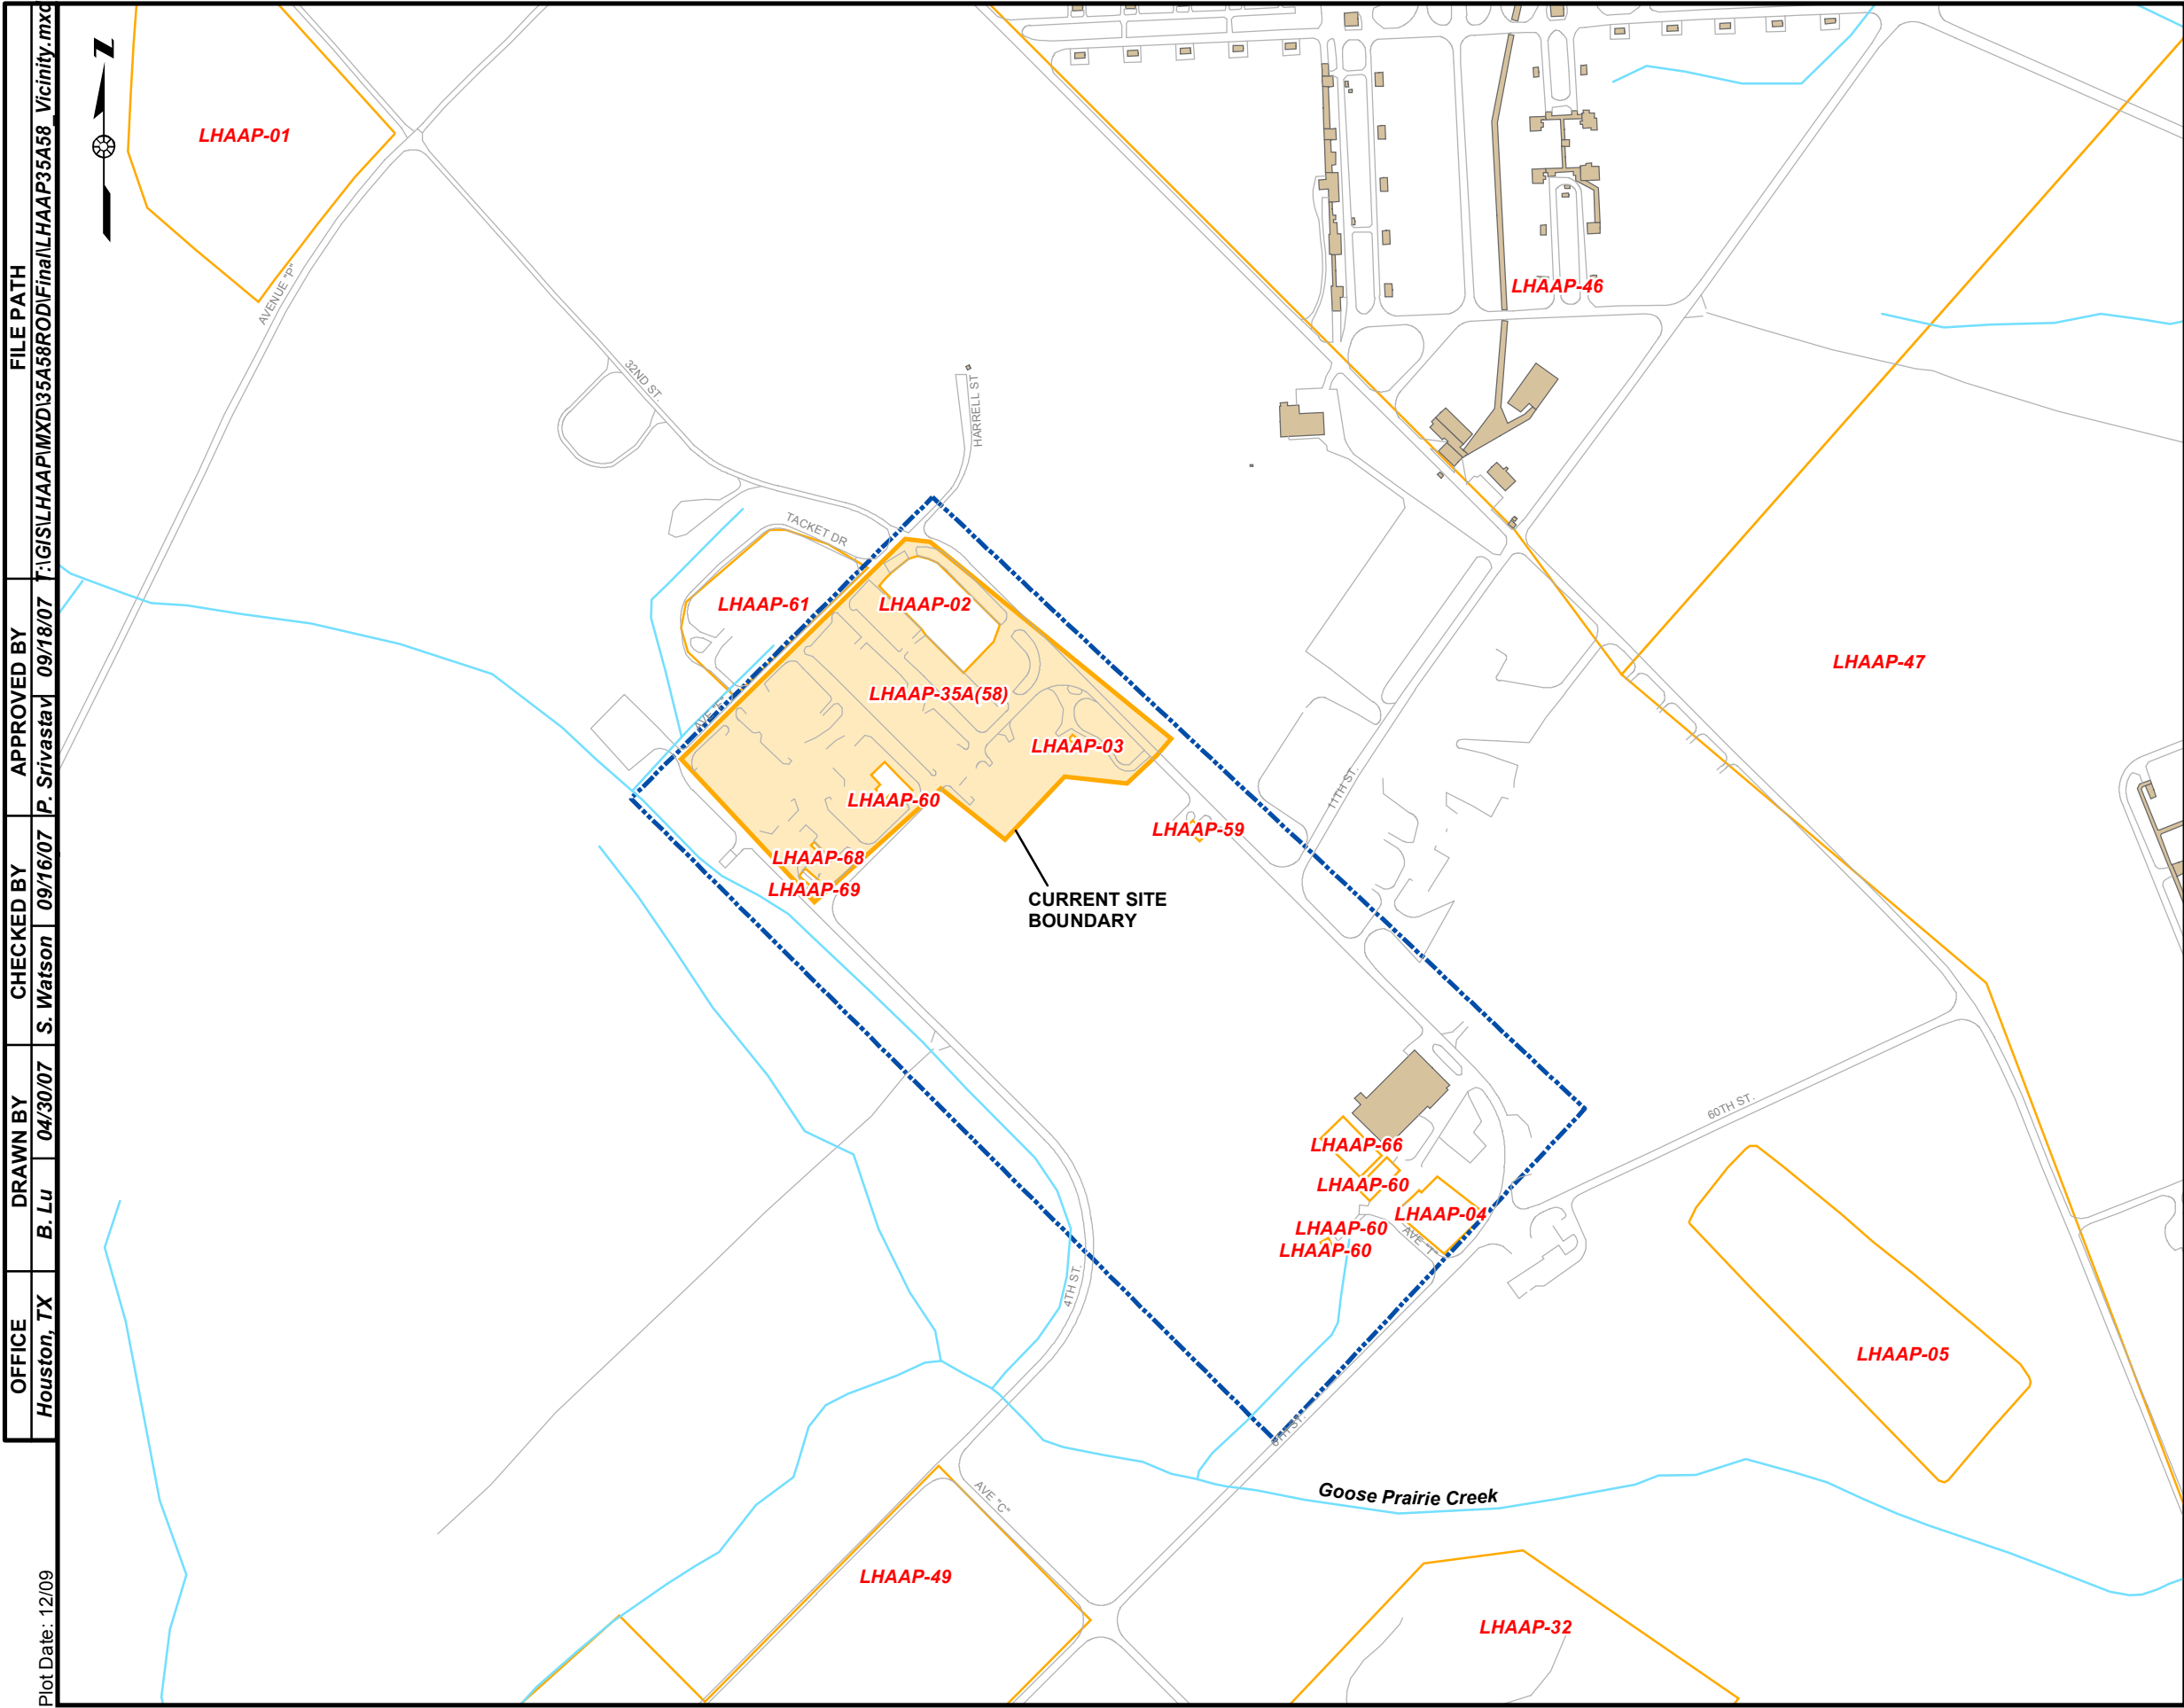 FILE PATH
T:\GIS\LHAAP\MXD\35A58ROD\Final\LHAAP35A58_Vicinity.mxd
APPROVED BY
P. Srivastav 09/18/07
CHECKED BY
S. Watson 09/16/07
DRAWN BY
B. Lu 04/30/07
OFFICE
Houston, TX
Plot Date: 12/09
N
LHAAP-01
AVENUE "P"
32ND ST.
HARRELL ST
LHAAP-46
TACKET DR
LHAAP-61
LHAAP-02
LHAAP-47
LHAAP-35A(58)
LHAAP-03
11TH ST.
LHAAP-60
LHAAP-59
LHAAP-68
LHAAP-69
CURRENT SITE
BOUNDARY
60TH ST.
LHAAP-66
LHAAP-60
LHAAP-04
LHAAP-60
AVE "T"
LHAAP-60
4TH ST.
LHAAP-05
Goose Prairie Creek
AVE "C"
LHAAP-49
LHAAP-32